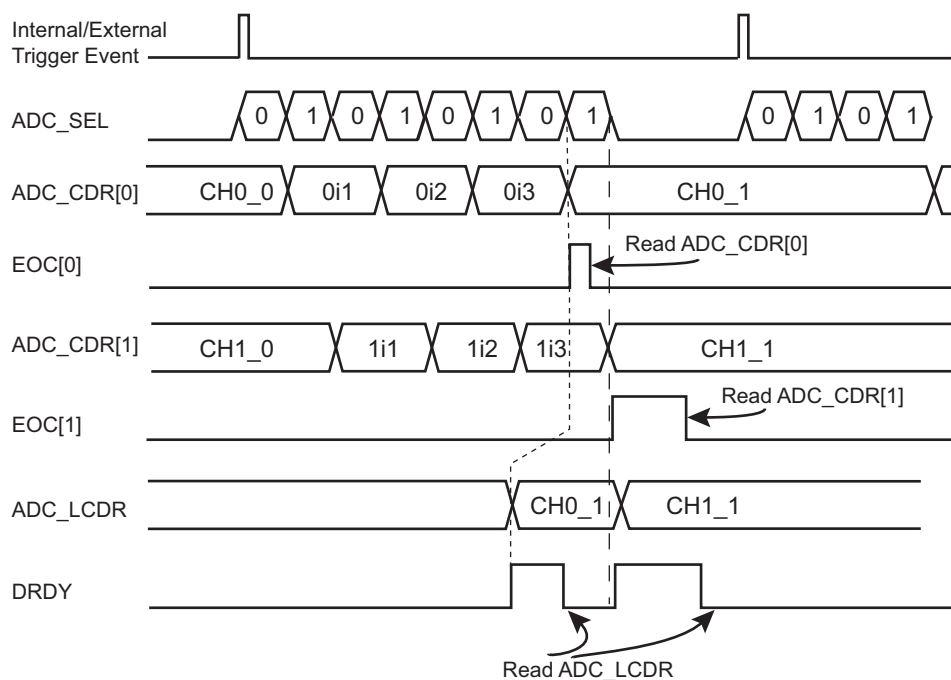 Internal/External
Trigger Event
ADC_SEL 0 1 0 1 0 1 0 1 0 1 0 1
ADC_CDR[0] CH0_0 0i1 0i2 0i3 CH0_1
Read ADC_CDR[0]
EOC[0]
ADC_CDR[1] CH1_0 1i1 1i2 1i3 CH1_1
Read ADC_CDR[1]
EOC[1]
ADC_LCDR CH0_1 CH1_1
DRDY
Read ADC_LCDR